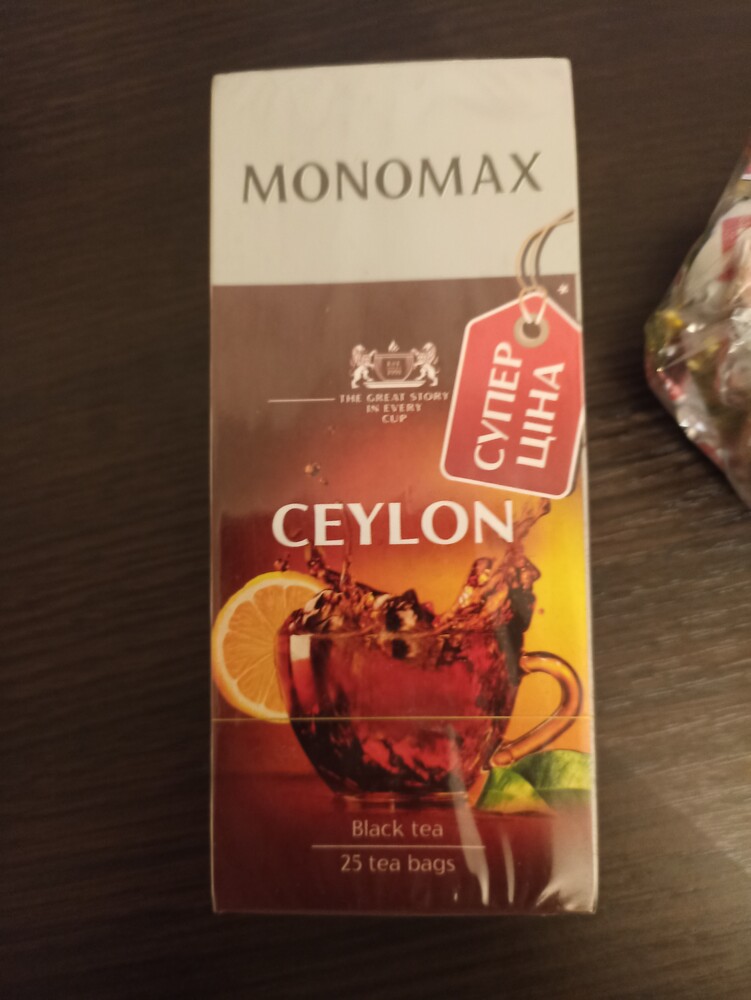 MONOMAX
*
THE GREAT STORY
IN EVERY
CUP
СУПЕР
ЦІНА
CEYLON
Black tea
25 tea bags